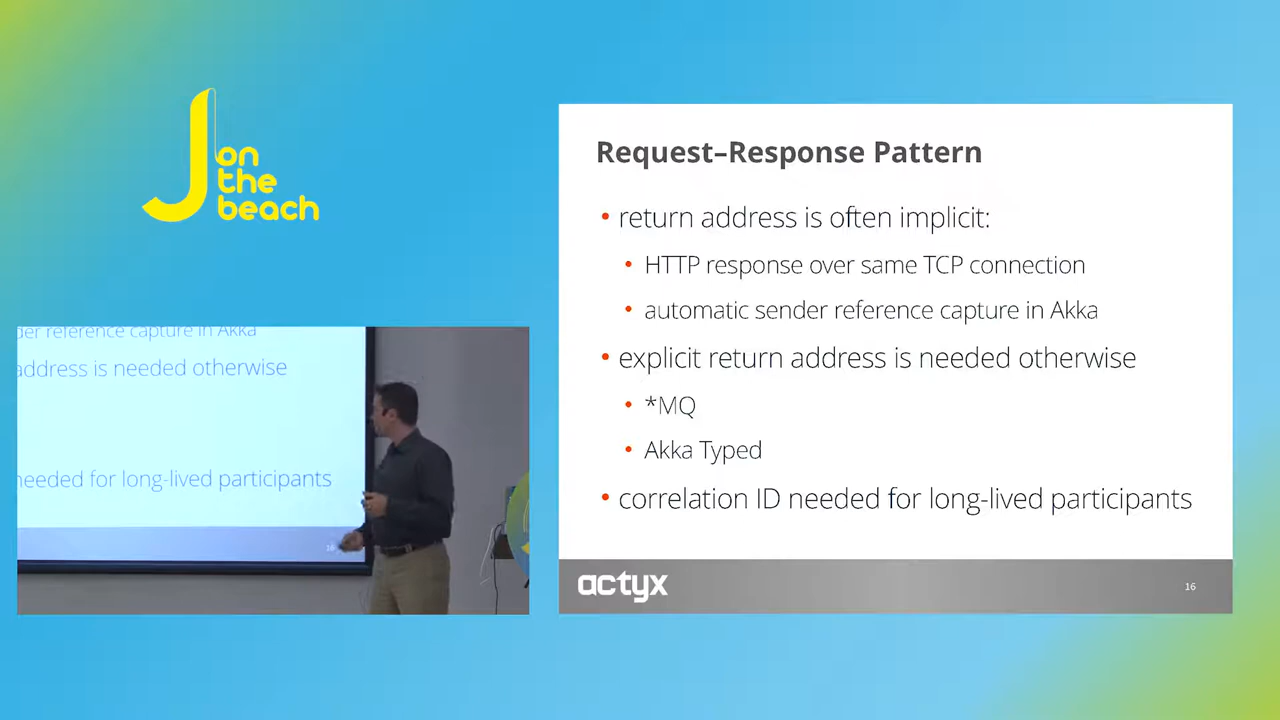 J on
the
beach
der reference capture in Akka
address is needed otherwise
needed for long-lived participants
16
Request–Response Pattern
• return address is often implicit:
• HTTP response over same TCP connection
• automatic sender reference capture in Akka
• explicit return address is needed otherwise
• *MQ
• Akka Typed
• correlation ID needed for long-lived participants
actyx
16